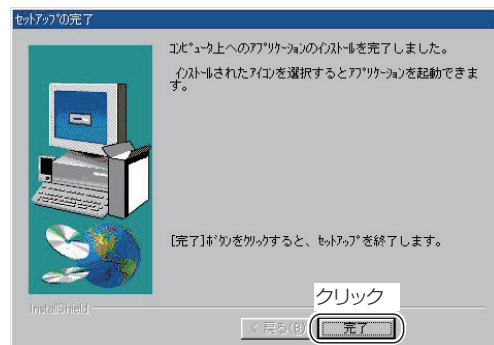 ｾｯﾄｱｯﾌﾟの完了
ｺﾝﾋﾟｭｰﾀ上へのｱﾌﾟﾘｹｰｼｮﾝのｲﾝｽﾄｰﾙを完了しました。
ｲﾝｽﾄｰﾙされたｱｲｺﾝを選択するとｱﾌﾟﾘｹｰｼｮﾝを起動できま
す。
[完了]ﾎﾞﾀﾝをｸﾘｯｸすると、ｾｯﾄｱｯﾌﾟを終了します。
クリック
InstallShield
< 戻る(B)
完了